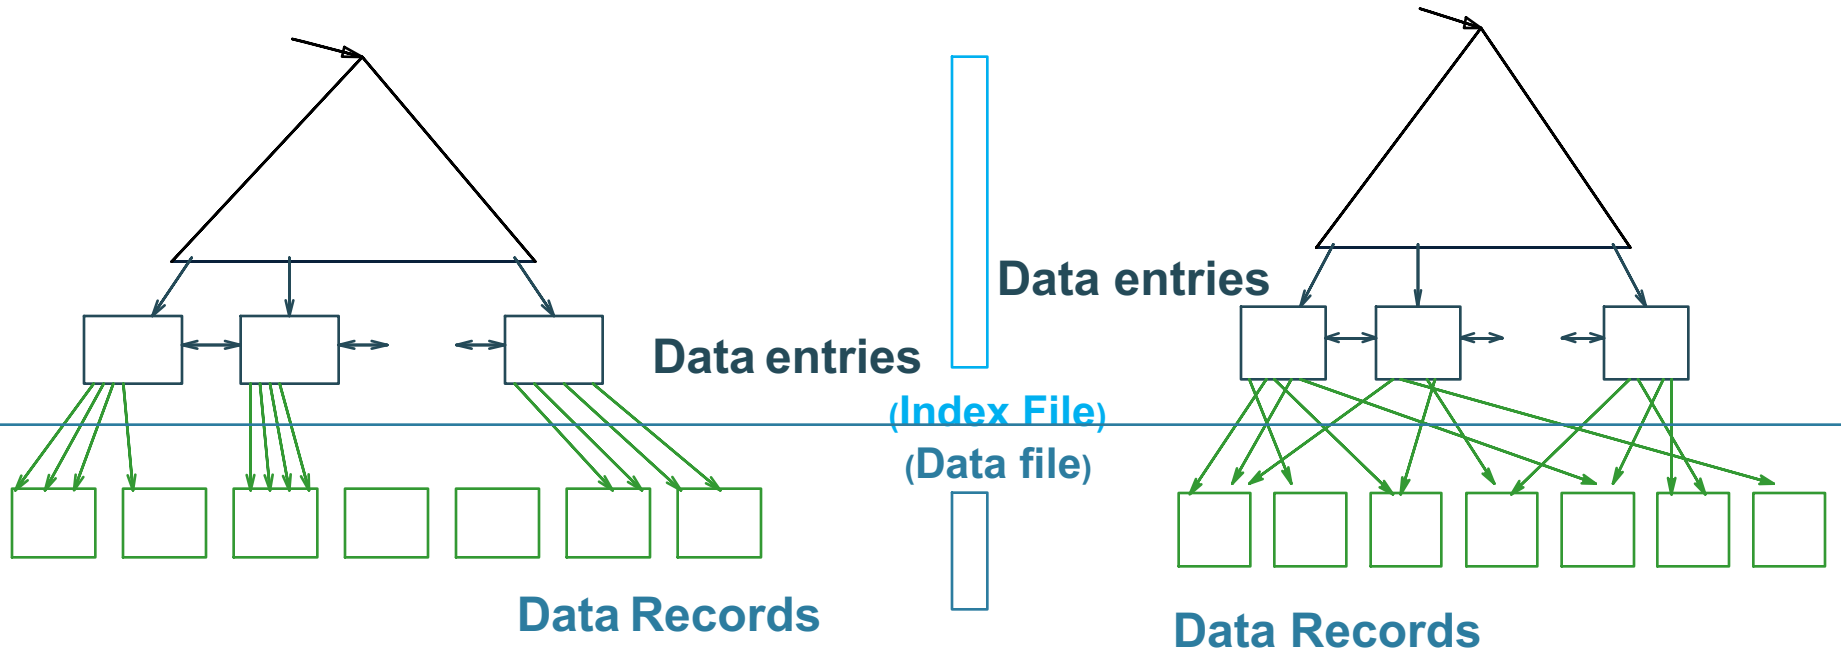 Data entries
Data entries
(Index File)
(Data file)
Data Records
Data Records